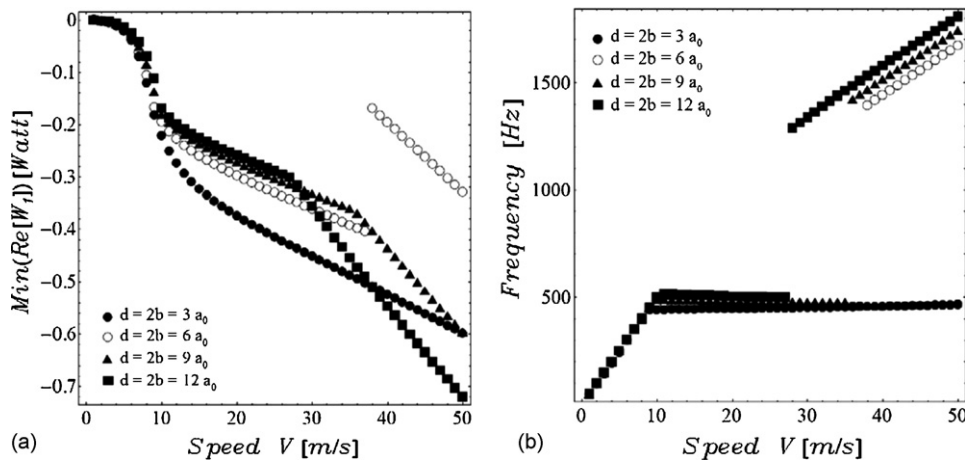 0
−0.1
−0.2
−0.3
−0.4
−0.5
−0.6
−0.7
Min(Re[W₁]) [Watt]
d = 2b = 3 a₀
d = 2b = 6 a₀
d = 2b = 9 a₀
d = 2b = 12 a₀
0 10 20 30 40 50
Speed V [m/s]
(a)
1500
1000
500
Frequency [Hz]
d = 2b = 3 a₀
d = 2b = 6 a₀
d = 2b = 9 a₀
d = 2b = 12 a₀
0 10 20 30 40 50
Speed V [m/s]
(b)